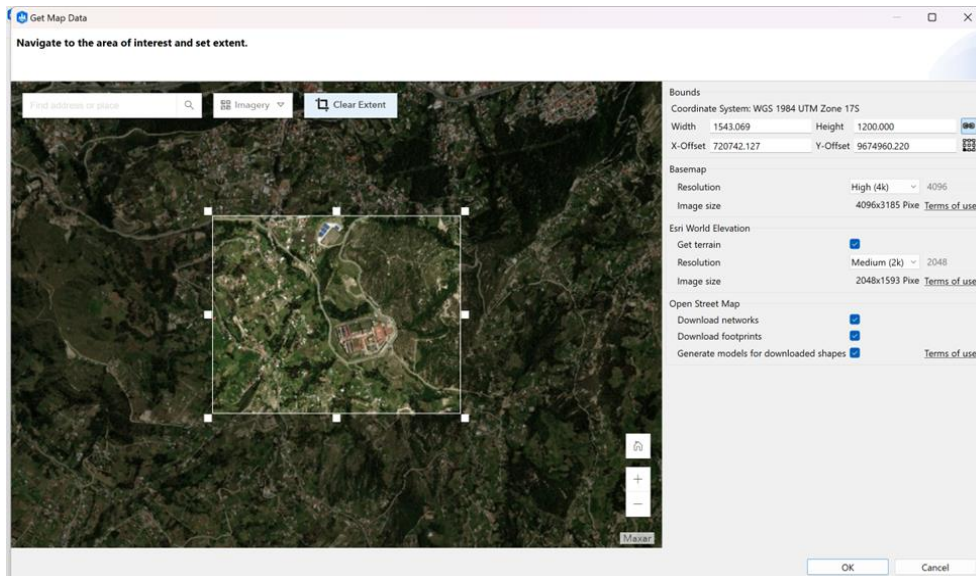 Get Map Data
Navigate to the area of interest and set extent.
Find address or place
Imagery
Clear Extent
Maxar
Bounds
Coordinate System: WGS 1984 UTM Zone 17S
Width 1543.069 Height 1200.000
X-Offset 720742.127 Y-Offset 9674960.220
Basemap
Resolution High (4k) 4096
Image size 4096x3185 Pixe Terms of use
Esri World Elevation
Get terrain
Resolution Medium (2k) 2048
Image size 2048x1593 Pixe Terms of use
Open Street Map
Download networks
Download footprints
Generate models for downloaded shapes Terms of use
OK Cancel